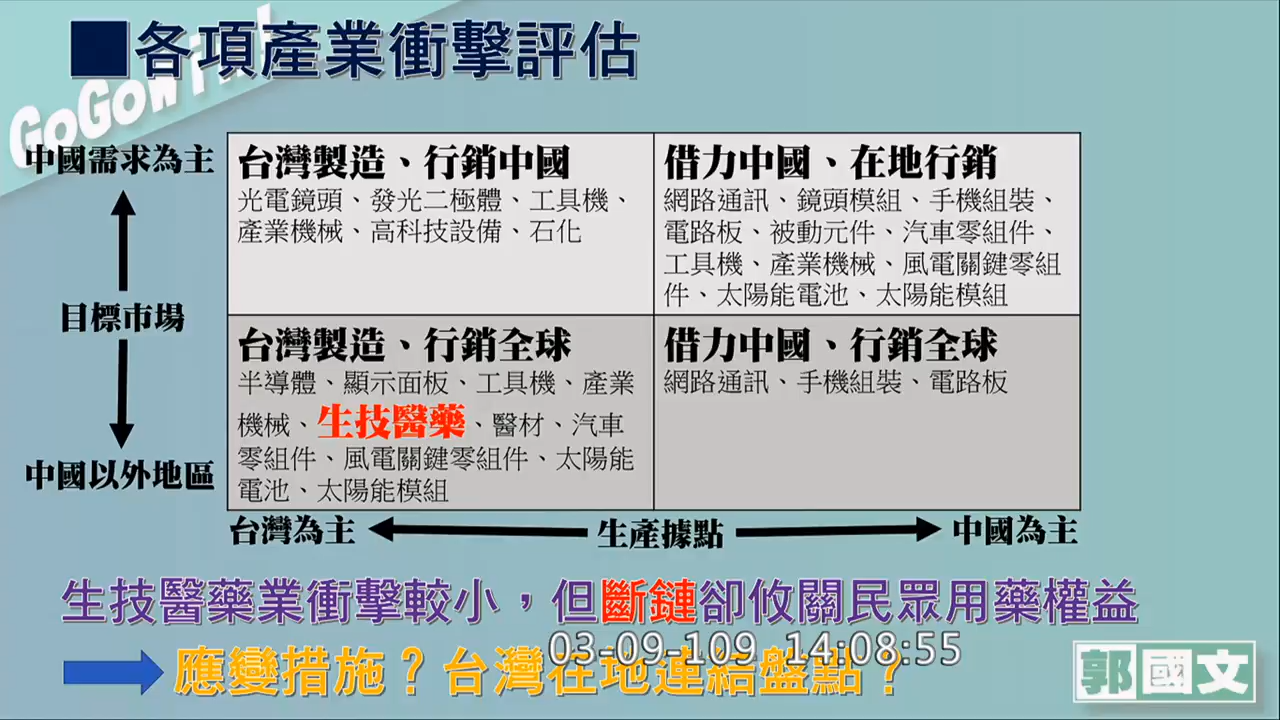 各項產業衝擊評估
GoGowin!
中國需求為主
目標市場
中國以外地區
台灣製造、行銷中國
光電鏡頭、發光二極體、工具機、
產業機械、高科技設備、石化
借力中國、在地行銷
網路通訊、鏡頭模組、手機組裝、
電路板、被動元件、汽車零組件、
工具機、產業機械、風電關鍵零組
件、太陽能電池、太陽能模組
台灣製造、行銷全球
半導體、顯示面板、工具機、產業
機械、生技醫藥、醫材、汽車
零組件、風電關鍵零組件、太陽能
電池、太陽能模組
借力中國、行銷全球
網路通訊、手機組裝、電路板
台灣為主
生產據點
中國為主
生技醫藥業衝擊較小，但斷鏈卻攸關民眾用藥權益
應變措施？台灣在地連結盤點？
03-09-109 14:08:55
郭國文